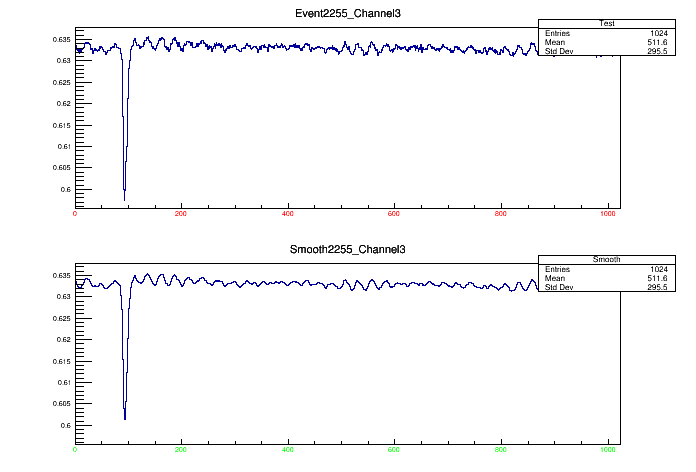 Event2255_Channel3
Test
Entries 1024
Mean 511.6
Std Dev 295.5
0.635
0.63
0.625
0.62
0.615
0.61
0.605
0.6
0 200 400 600 800 1000
Smooth2255_Channel3
Smooth
Entries 1024
Mean 511.6
Std Dev 295.5
0.635
0.63
0.625
0.62
0.615
0.61
0.605
0.6
0 200 400 600 800 1000